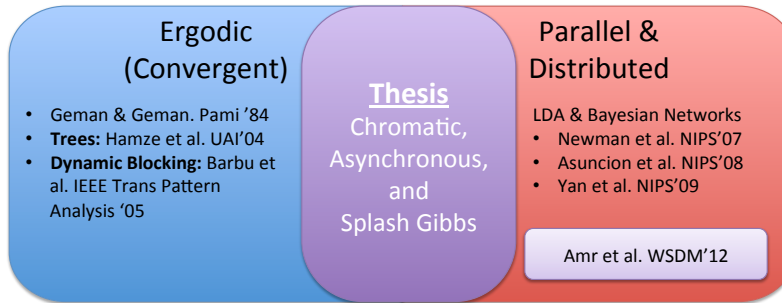 Ergodic
(Convergent)
• Geman & Geman. Pami ’84
• Trees: Hamze et al. UAI’04
• Dynamic Blocking: Barbu et
al. IEEE Trans Pattern
Analysis ‘05
Thesis
Chromatic,
Asynchronous,
and
Splash Gibbs
Parallel &
Distributed
LDA & Bayesian Networks
• Newman et al. NIPS’07
• Asuncion et al. NIPS’08
• Yan et al. NIPS’09
Amr et al. WSDM’12